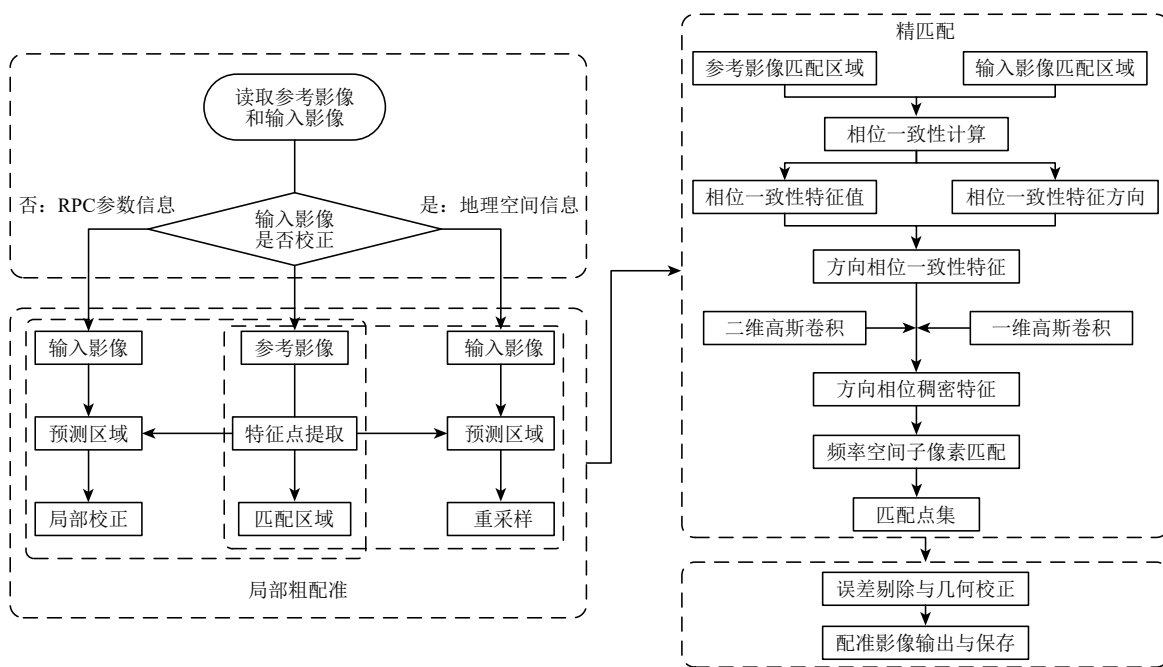 读取参考影像
和输入影像
否：RPC参数信息
是：地理空间信息
输入影像
是否校正
输入影像
参考影像
输入影像
预测区域
特征点提取
预测区域
局部校正
匹配区域
重采样
局部粗配准
精匹配
参考影像匹配区域
输入影像匹配区域
相位一致性计算
相位一致性特征值
相位一致性特征方向
方向相位一致性特征
二维高斯卷积
一维高斯卷积
方向相位稠密特征
频率空间子像素匹配
匹配点集
误差剔除与几何校正
配准影像输出与保存